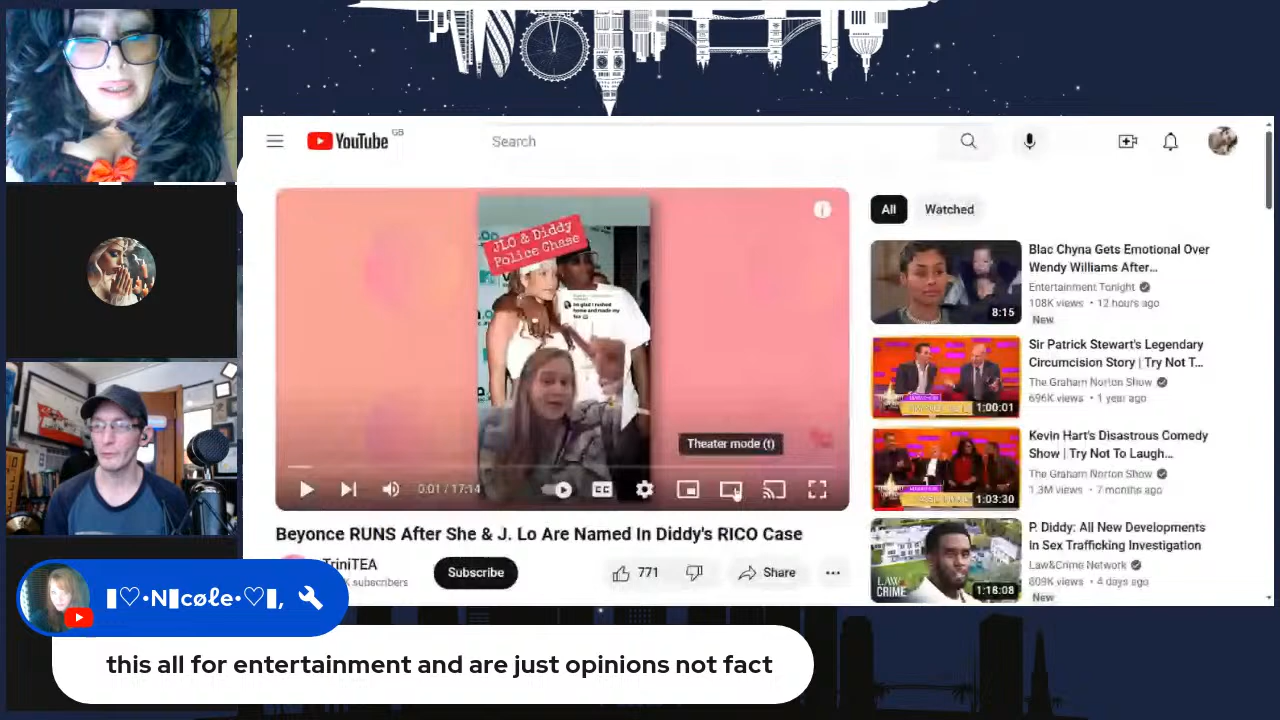 YouTube GB
Search
JLO & Diddy
Police Chase
Theater mode (t)
0:01 / 17:14
CC
Beyonce RUNS After She & J. Lo Are Named In Diddy's RICO Case
TriniTEA
K subscribers
Subscribe
771
Share
All
Watched
Blac Chyna Gets Emotional Over
Wendy Williams After...
Entertainment Tonight
108K views • 12 hours ago
New
8:15
Sir Patrick Stewart's Legendary
Circumcision Story | Try Not T...
The Graham Norton Show
696K views • 1 year ago
1:00:01
Kevin Hart's Disastrous Comedy
Show | Try Not To Laugh...
The Graham Norton Show
1.3M views • 7 months ago
1:03:30
P. Diddy: All New Developments
In Sex Trafficking Investigation
Law&Crime Network
809K views • 4 days ago
New
LAW
CRIME
1:18:08
▮♡•N▮cøℓe•♡▮,
this all for entertainment and are just opinions not fact